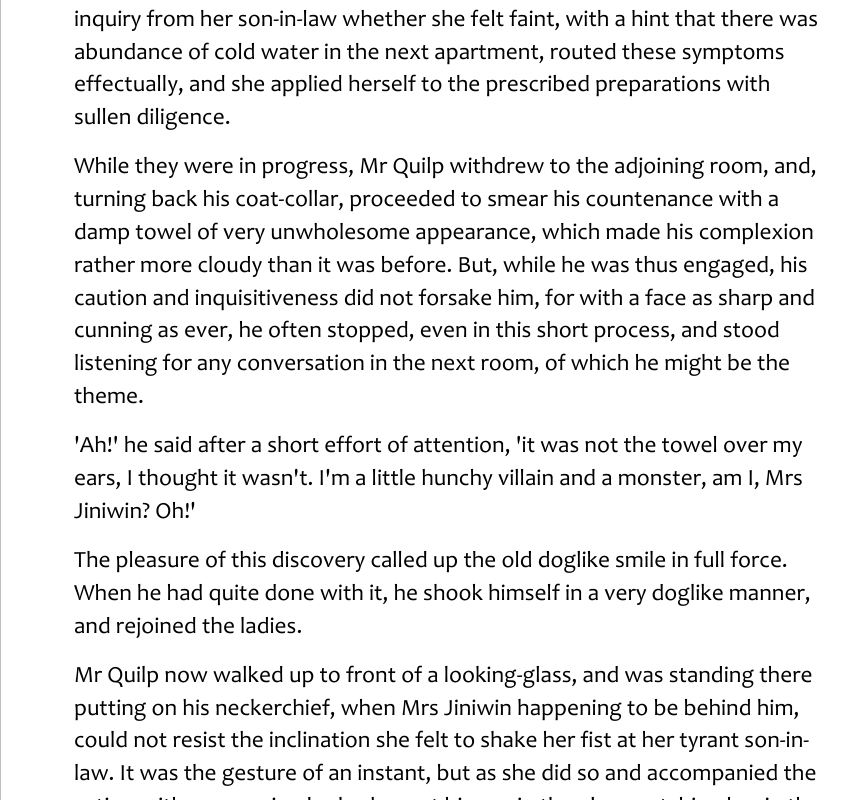 inquiry from her son-in-law whether she felt faint, with a hint that there was
abundance of cold water in the next apartment, routed these symptoms
effectually, and she applied herself to the prescribed preparations with
sullen diligence.
While they were in progress, Mr Quilp withdrew to the adjoining room, and,
turning back his coat-collar, proceeded to smear his countenance with a
damp towel of very unwholesome appearance, which made his complexion
rather more cloudy than it was before. But, while he was thus engaged, his
caution and inquisitiveness did not forsake him, for with a face as sharp and
cunning as ever, he often stopped, even in this short process, and stood
listening for any conversation in the next room, of which he might be the
theme.
'Ah!' he said after a short effort of attention, 'it was not the towel over my
ears, I thought it wasn't. I'm a little hunchy villain and a monster, am I, Mrs
Jiniwin? Oh!'
The pleasure of this discovery called up the old doglike smile in full force.
When he had quite done with it, he shook himself in a very doglike manner,
and rejoined the ladies.
Mr Quilp now walked up to front of a looking-glass, and was standing there
putting on his neckerchief, when Mrs Jiniwin happening to be behind him,
could not resist the inclination she felt to shake her fist at her tyrant son-in-
law. It was the gesture of an instant, but as she did so and accompanied the